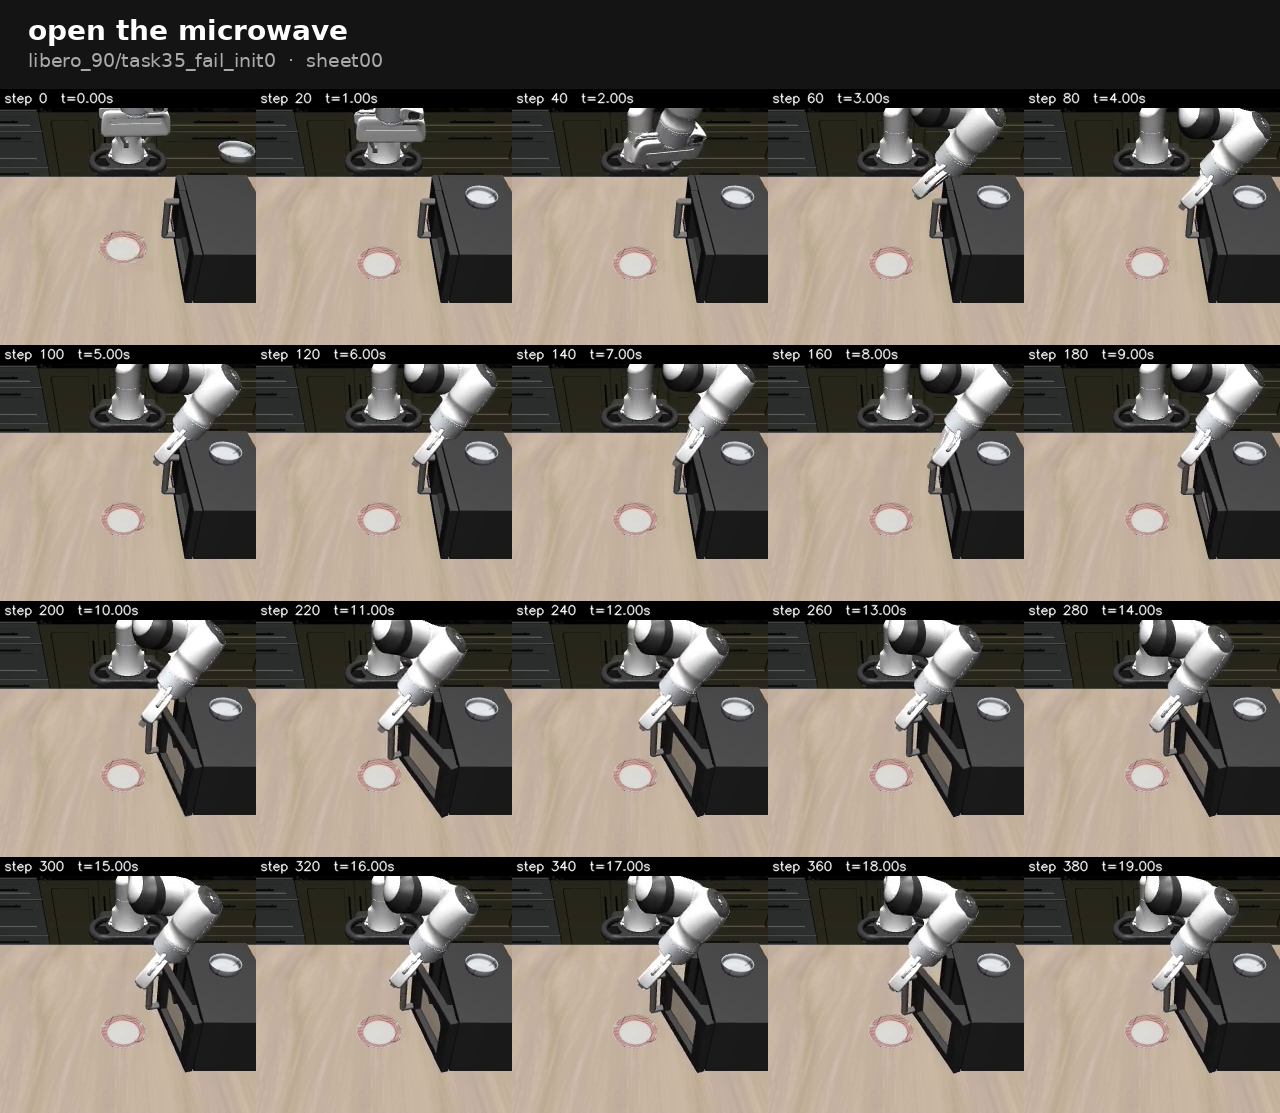 open the microwave
libero_90/task35_fail_init0 · sheet00
step 0 t=0.00s
step 20 t=1.00s
step 40 t=2.00s
step 60 t=3.00s
step 80 t=4.00s
step 100 t=5.00s
step 120 t=6.00s
step 140 t=7.00s
step 160 t=8.00s
step 180 t=9.00s
step 200 t=10.00s
step 220 t=11.00s
step 240 t=12.00s
step 260 t=13.00s
step 280 t=14.00s
step 300 t=15.00s
step 320 t=16.00s
step 340 t=17.00s
step 360 t=18.00s
step 380 t=19.00s